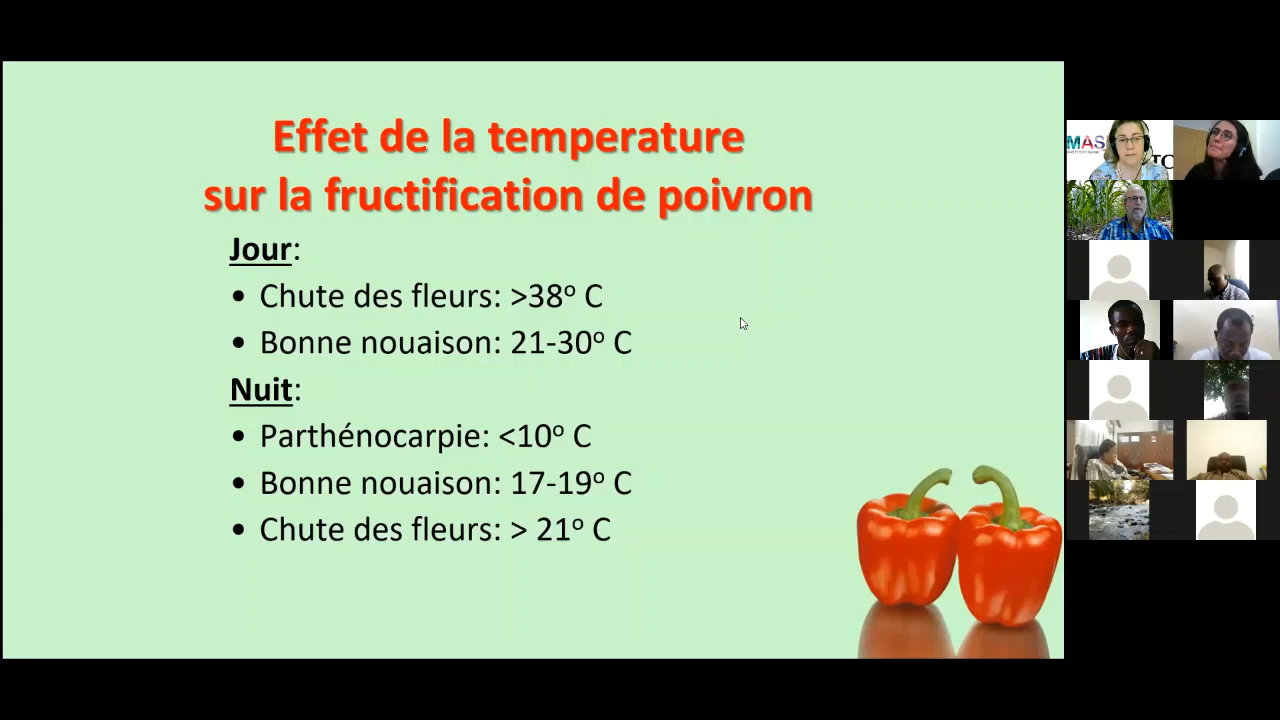 Effet de la temperature
sur la fructification de poivron
Jour:
• Chute des fleurs: >38º C
• Bonne nouaison: 21-30º C
Nuit:
• Parthénocarpie: <10º C
• Bonne nouaison: 17-19º C
• Chute des fleurs: > 21º C
MAS